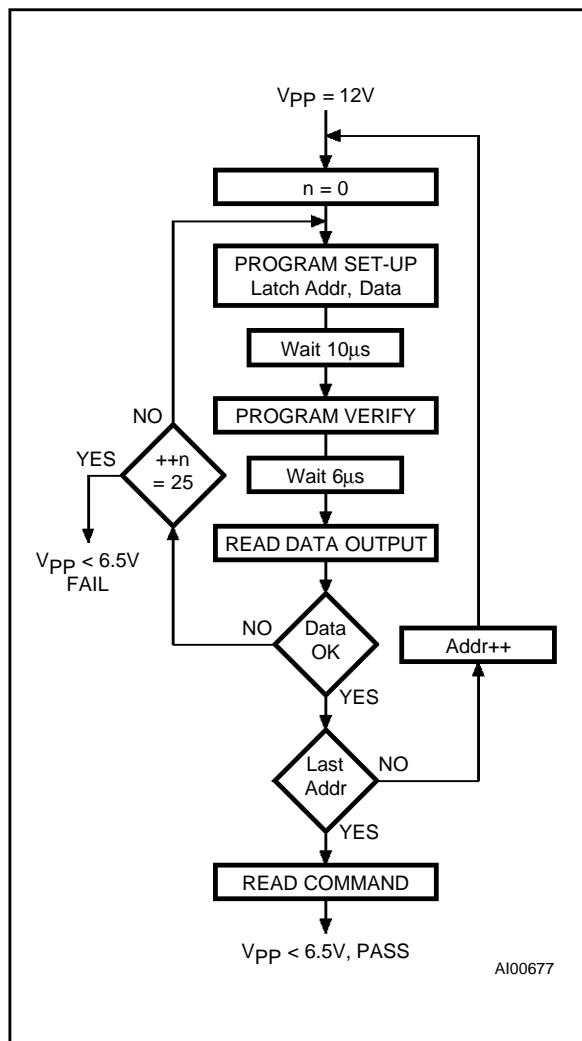 VPP = 12V
n = 0
PROGRAM SET-UP
Latch Addr, Data
Wait 10µs
NO
PROGRAM VERIFY
YES
++n
= 25
Wait 6µs
VPP < 6.5V
FAIL
READ DATA OUTPUT
NO
Data
OK
Addr++
YES
Last
Addr
NO
YES
READ COMMAND
VPP < 6.5V, PASS
AI00677